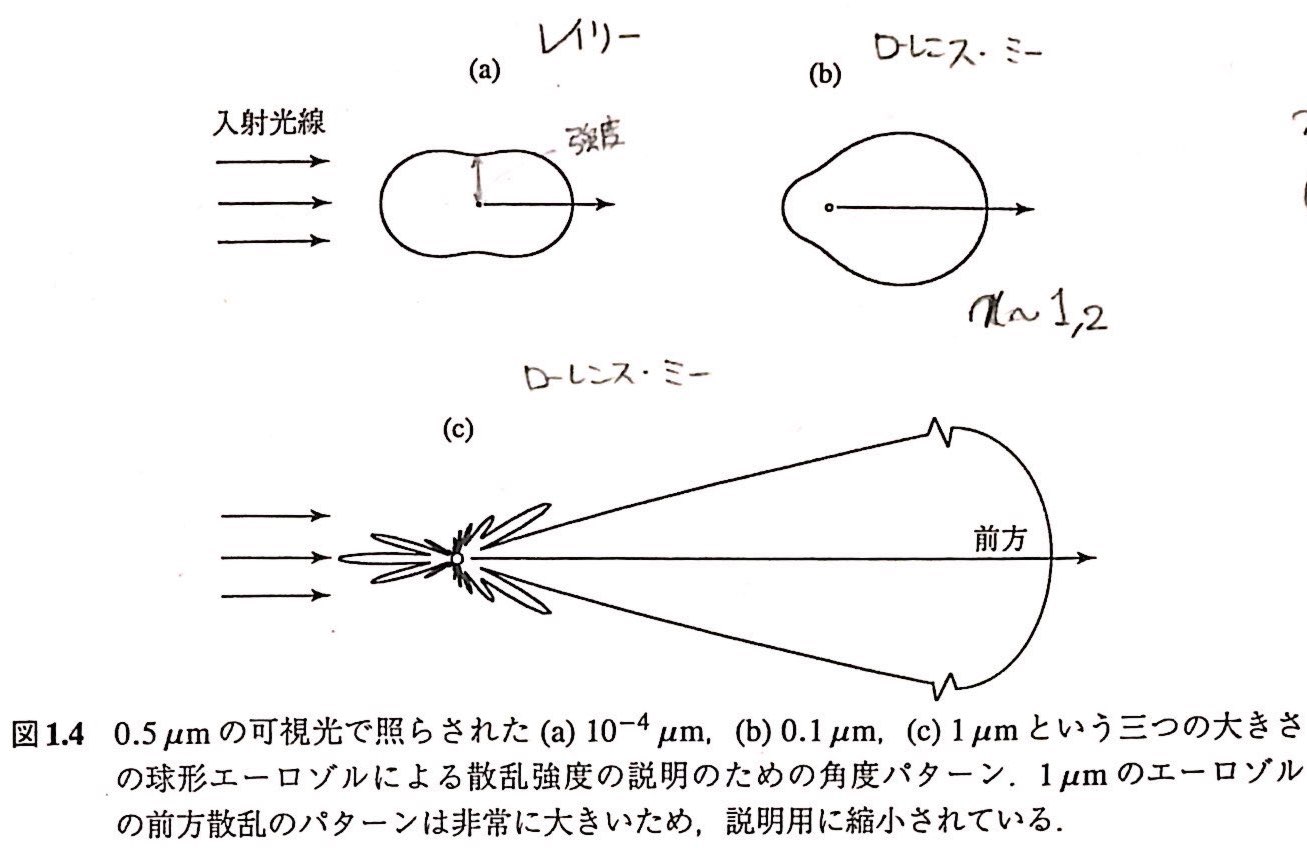 レイリー
(a)
ローレンス・ミー
(b)
入射光線
強度
~ 1,2
ローレンス・ミー
(c)
前方
図1.4 0.5 μm の可視光で照らされた (a) 10⁻⁴ μm, (b) 0.1 μm, (c) 1 μm という三つの大きさ
の球形エーロゾルによる散乱強度の説明のための角度パターン. 1 μm のエーロゾル
の前方散乱のパターンは非常に大きいため, 説明用に縮小されている.